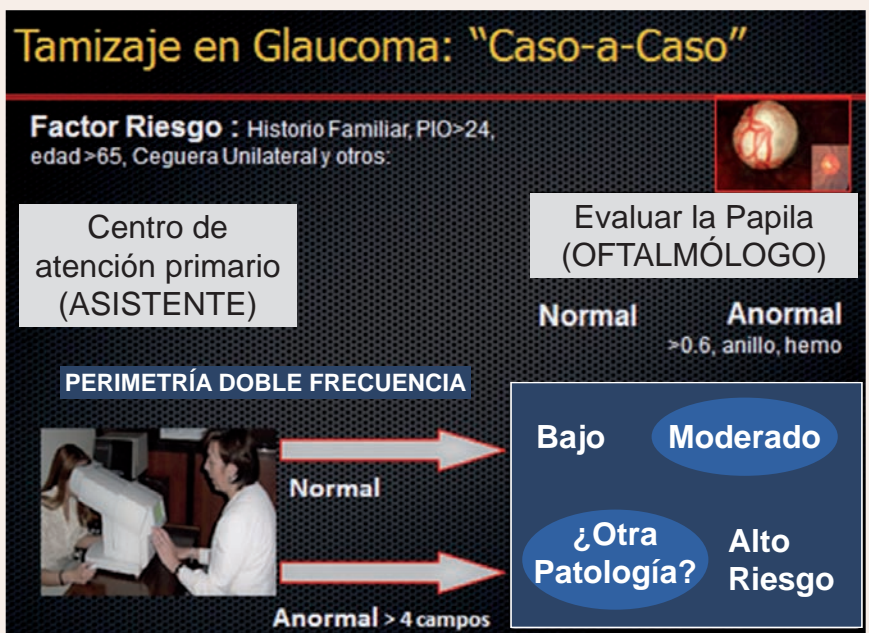 Tamizaje en Glaucoma: “Caso-a-Caso”
Factor Riesgo : Historio Familiar, PIO>24,
edad >65, Ceguera Unilateral y otros:
Centro de
atención primario
(ASISTENTE)
Evaluar la Papila
(OFTALMÓLOGO)
Normal Anormal
>0.6, anillo, hemo
PERIMETRÍA DOBLE FRECUENCIA
Normal
Anormal > 4 campos
Bajo Moderado
¿Otra
Patología?
Alto
Riesgo